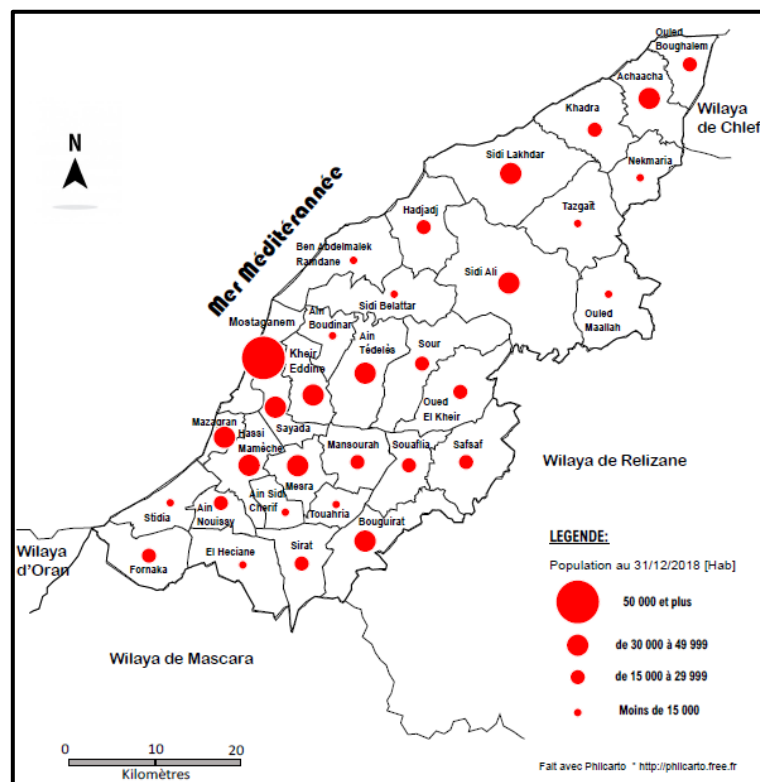 Ouled
Boughalem
Achaacha
Khadra
Wilaya
de Chlef
N
Sidi Lakhdar
Nekmaria
Mer Méditérannée
Hadjadj
Tazgaït
Ben Abdelmalek
Ramdane
Sidi Ali
Sidi Belattar
Ouled
Maallah
Mostaganem
Ain
Boudinar
Kheir
Eddine
Ain
Tédelès
Sour
Oued
El Kheir
Mazagran
Hassi
Mamèche
Sayada
Mansourah
Souaflia
Safsaf
Mesra
Wilaya de Relizane
Stidia
Ain
Nouissy
Ain Sidi
Cherif
Touahria
Bouguirat
Wilaya
d'Oran
Fornaka
El Heciane
Sirat
LEGENDE:
Population au 31/12/2018 [Hab]
50 000 et plus
de 30 000 à 49 999
de 15 000 à 29 999
Moins de 15 000
Wilaya de Mascara
0 10 20
Kilomètres
Fait avec Philcarto * http://philcarto.free.fr